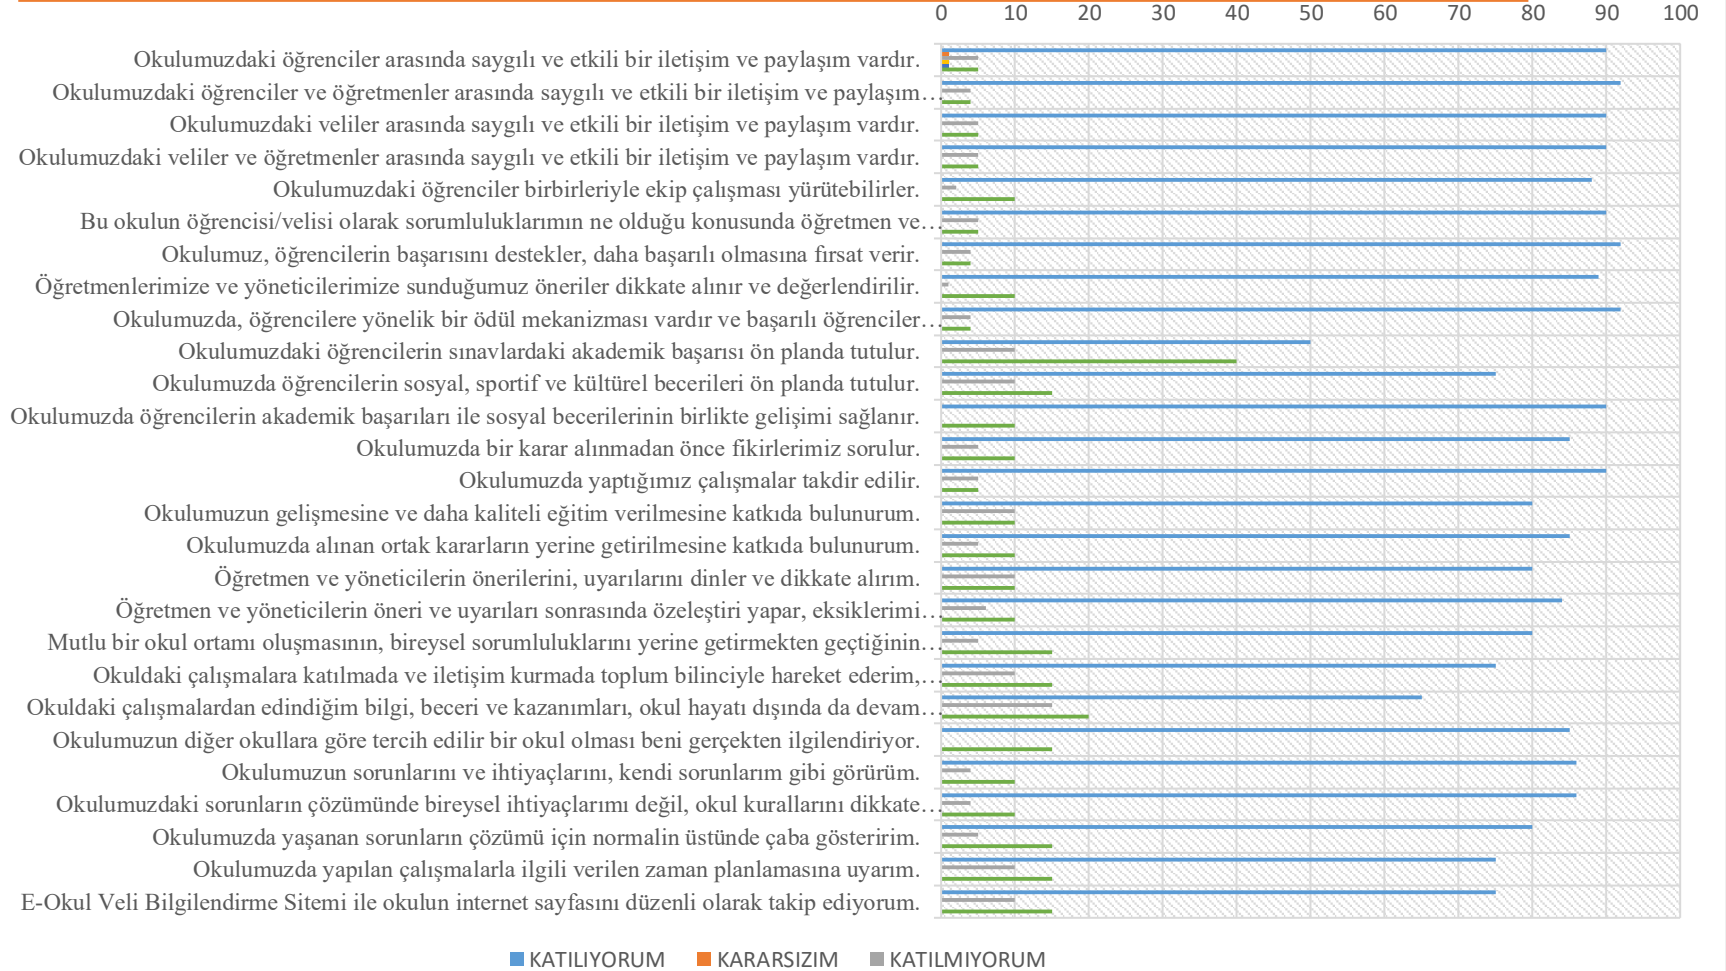 0 10 20 30 40 50 60 70 80 90 100
Okulumuzdaki öğrenciler arasında saygılı ve etkili bir iletişim ve paylaşım vardır.
Okulumuzdaki öğrenciler ve öğretmenler arasında saygılı ve etkili bir iletişim ve paylaşım…
Okulumuzdaki veliler arasında saygılı ve etkili bir iletişim ve paylaşım vardır.
Okulumuzdaki veliler ve öğretmenler arasında saygılı ve etkili bir iletişim ve paylaşım vardır.
Okulumuzdaki öğrenciler birbirleriyle ekip çalışması yürütebilirler.
Bu okulun öğrencisi/velisi olarak sorumluluklarımın ne olduğu konusunda öğretmen ve…
Okulumuz, öğrencilerin başarısını destekler, daha başarılı olmasına fırsat verir.
Öğretmenlerimize ve yöneticilerimize sunduğumuz öneriler dikkate alınır ve değerlendirilir.
Okulumuzda, öğrencilere yönelik bir ödül mekanizması vardır ve başarılı öğrenciler…
Okulumuzdaki öğrencilerin sınavlardaki akademik başarısı ön planda tutulur.
Okulumuzda öğrencilerin sosyal, sportif ve kültürel becerileri ön planda tutulur.
Okulumuzda öğrencilerin akademik başarıları ile sosyal becerilerinin birlikte gelişimi sağlanır.
Okulumuzda bir karar alınmadan önce fikirlerimiz sorulur.
Okulumuzda yaptığımız çalışmalar takdir edilir.
Okulumuzun gelişmesine ve daha kaliteli eğitim verilmesine katkıda bulunurum.
Okulumuzda alınan ortak kararların yerine getirilmesine katkıda bulunurum.
Öğretmen ve yöneticilerin önerilerini, uyarılarını dinler ve dikkate alırım.
Öğretmen ve yöneticilerin öneri ve uyarıları sonrasında özeleştiri yapar, eksiklerimi…
Mutlu bir okul ortamı oluşmasının, bireysel sorumluluklarını yerine getirmekten geçtiğinin…
Okuldaki çalışmalara katılmada ve iletişim kurmada toplum bilinciyle hareket ederim,…
Okuldaki çalışmalardan edindiğim bilgi, beceri ve kazanımları, okul hayatı dışında da devam…
Okulumuzun diğer okullara göre tercih edilir bir okul olması beni gerçekten ilgilendiriyor.
Okulumuzun sorunlarını ve ihtiyaçlarını, kendi sorunlarım gibi görürüm.
Okulumuzdaki sorunların çözümünde bireysel ihtiyaçlarımı değil, okul kurallarını dikkate…
Okulumuzda yaşanan sorunların çözümü için normalin üstünde çaba gösteririm.
Okulumuzda yapılan çalışmalarla ilgili verilen zaman planlamasına uyarım.
E-Okul Veli Bilgilendirme Sitemi ile okulun internet sayfasını düzenli olarak takip ediyorum.
KATILIYORUM KARARSIZIM KATILMIYORUM